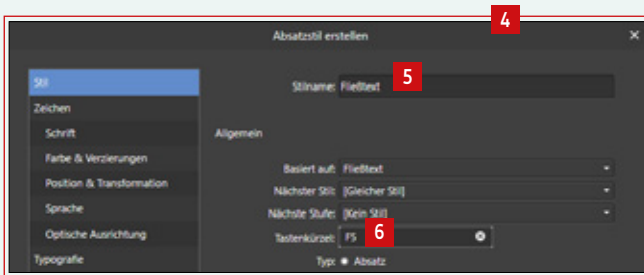 4
Absatzstil erstellen ×
Stil
Stilname: Fließtext 5
Zeichen
Schrift
Allgemein
Farbe & Verzierungen
Basiert auf: Fließtext
Position & Transformation
Nächster Stil: [Gleicher Stil]
Sprache
Nächste Stufe: [Kein Stil]
Optische Ausrichtung
Tastenkürzel: F5 6
Typografie
Typ: Absatz